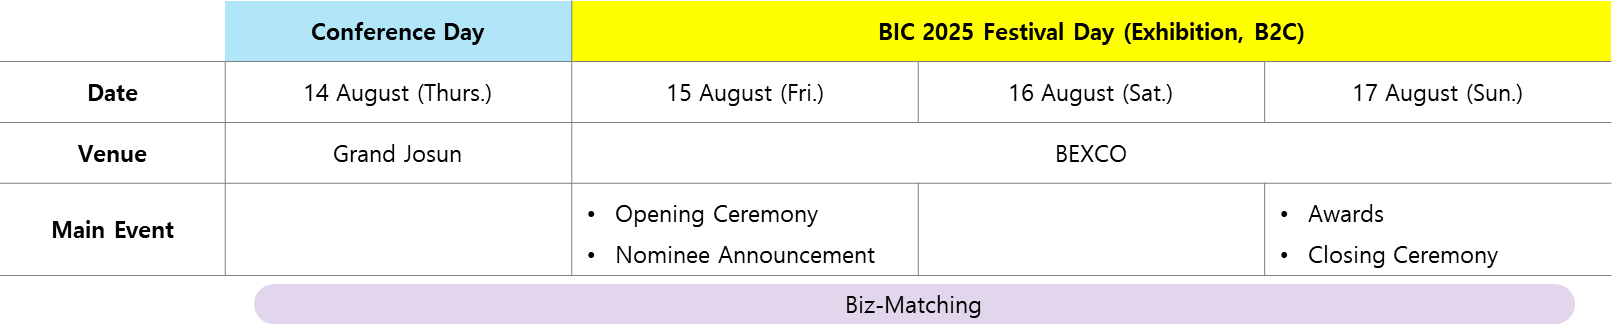 Conference Day
BIC 2025 Festival Day (Exhibition, B2C)
Date
14 August (Thurs.)
15 August (Fri.)
16 August (Sat.)
17 August (Sun.)
Venue
Grand Josun
BEXCO
Main Event
• Opening Ceremony
• Nominee Announcement
• Awards
• Closing Ceremony
Biz-Matching